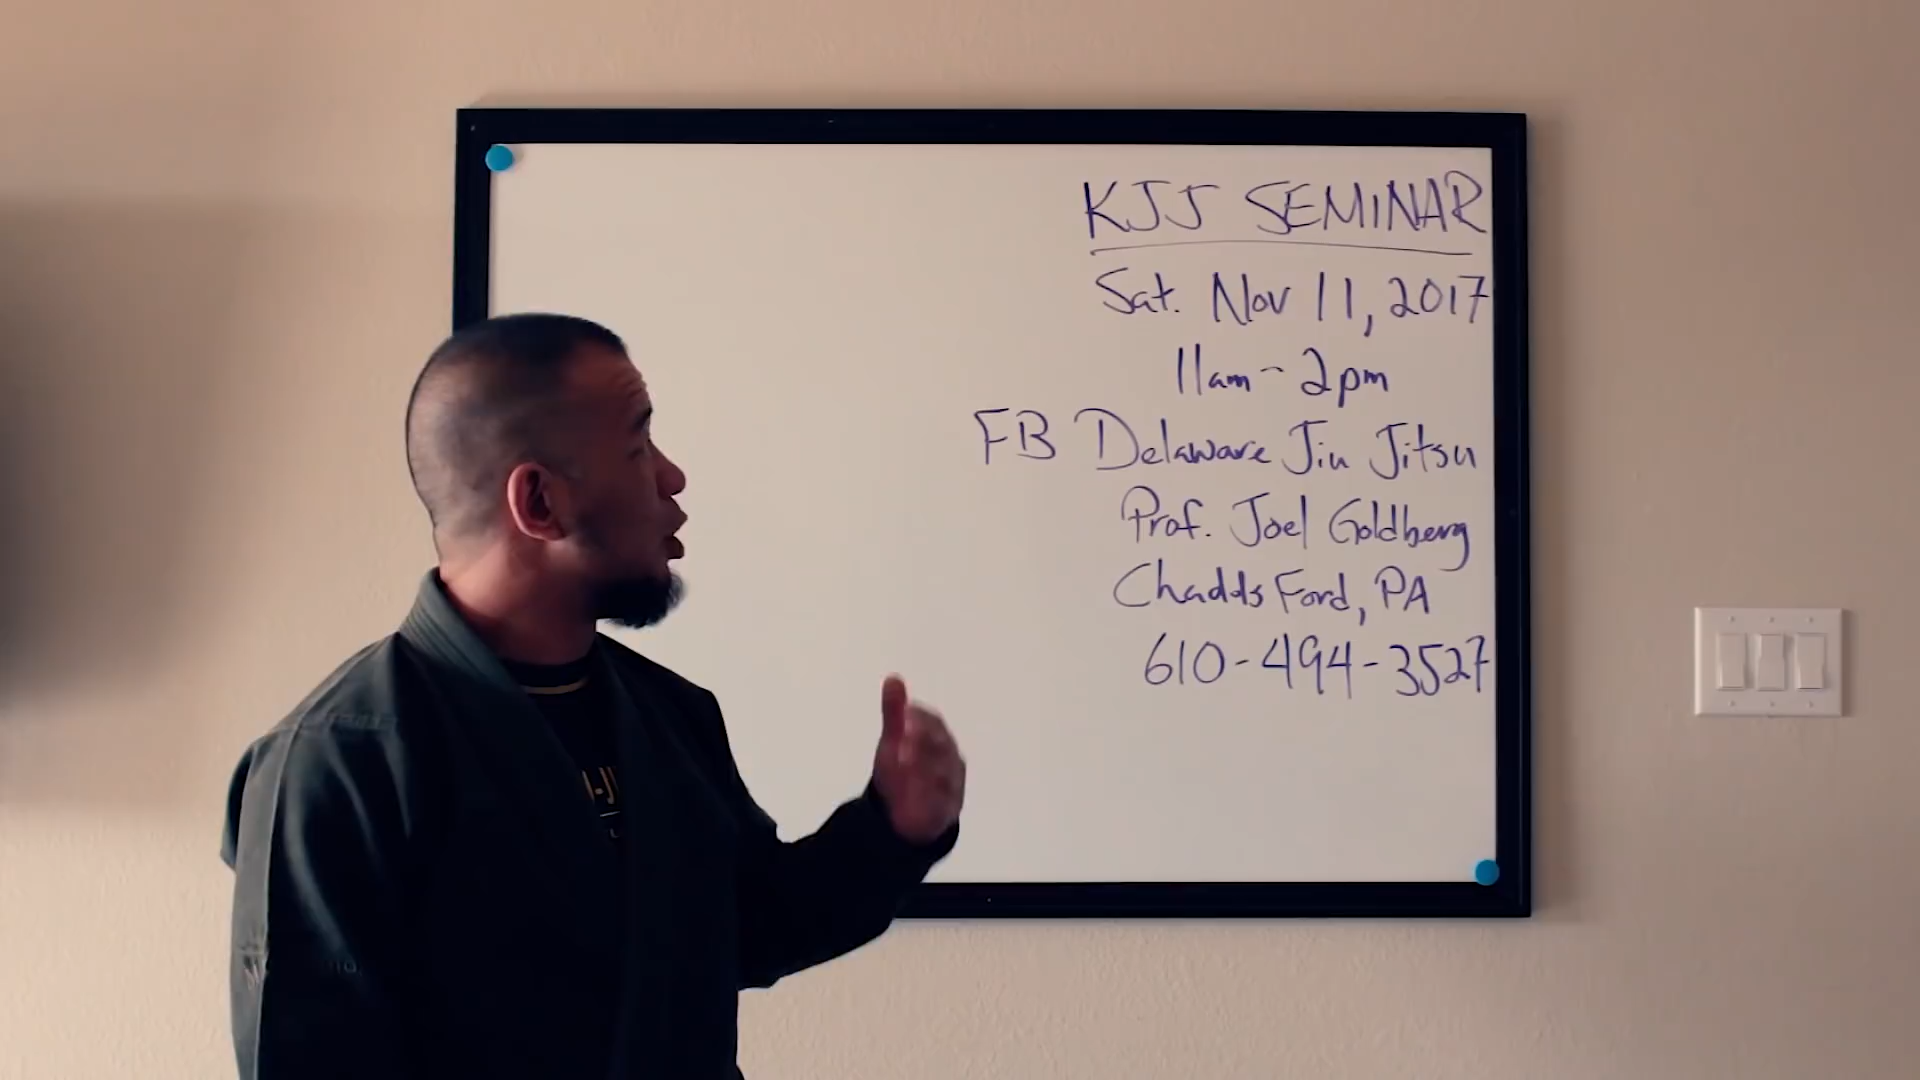 KJJ SEMINAR
Sat. Nov 11, 2017
11am - 2pm
FB Delaware Jiu Jitsu
Prof. Joel Goldberg
Chadds Ford, PA
610-494-3527